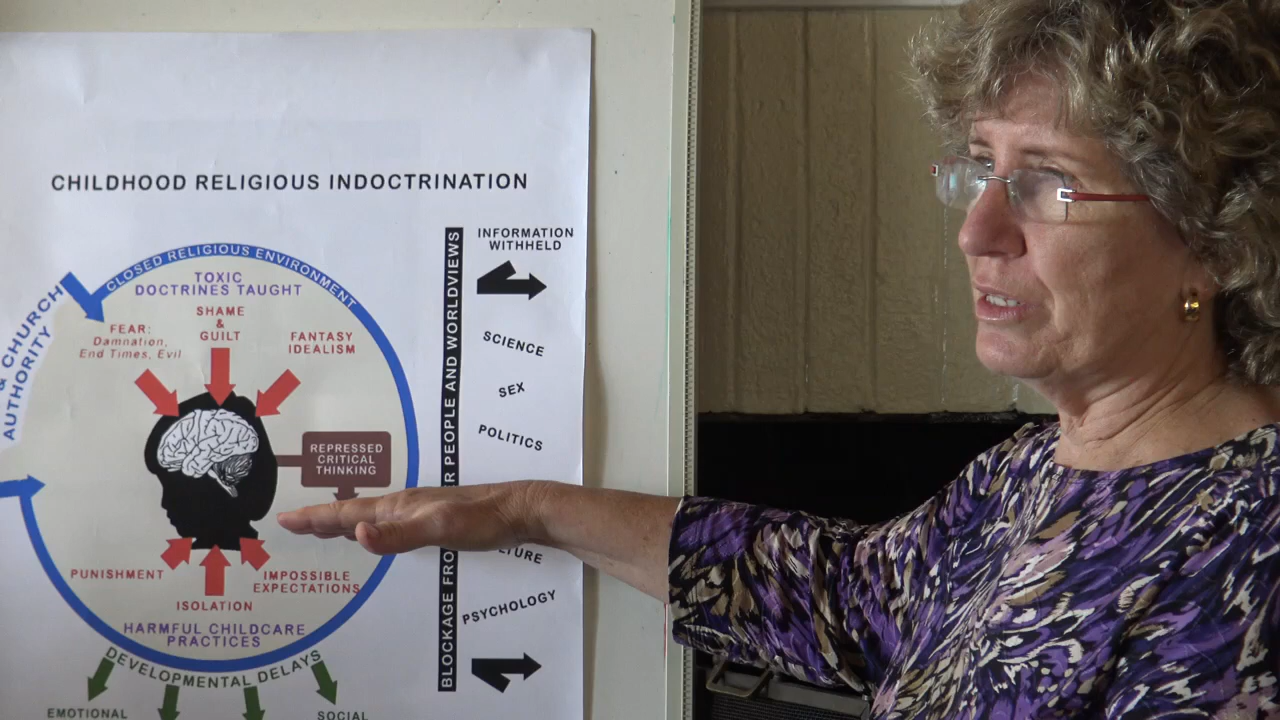 CHILDHOOD RELIGIOUS INDOCTRINATION
CLOSED RELIGIOUS ENVIRONMENT
TOXIC
DOCTRINES TAUGHT
& CHURCH
AUTHORITY
FEAR:
Damnation,
End Times, Evil
SHAME
&
GUILT
FANTASY
IDEALISM
REPRESSED
CRITICAL
THINKING
PUNISHMENT
ISOLATION
IMPOSSIBLE
EXPECTATIONS
HARMFUL CHILDCARE
PRACTICES
DEVELOPMENTAL DELAYS
EMOTIONAL
SOCIAL
BLOCKAGE PEOPLE AND WORLDVIEWS
INFORMATION
WITHHELD
SCIENCE
SEX
POLITICS
PSYCHOLOGY